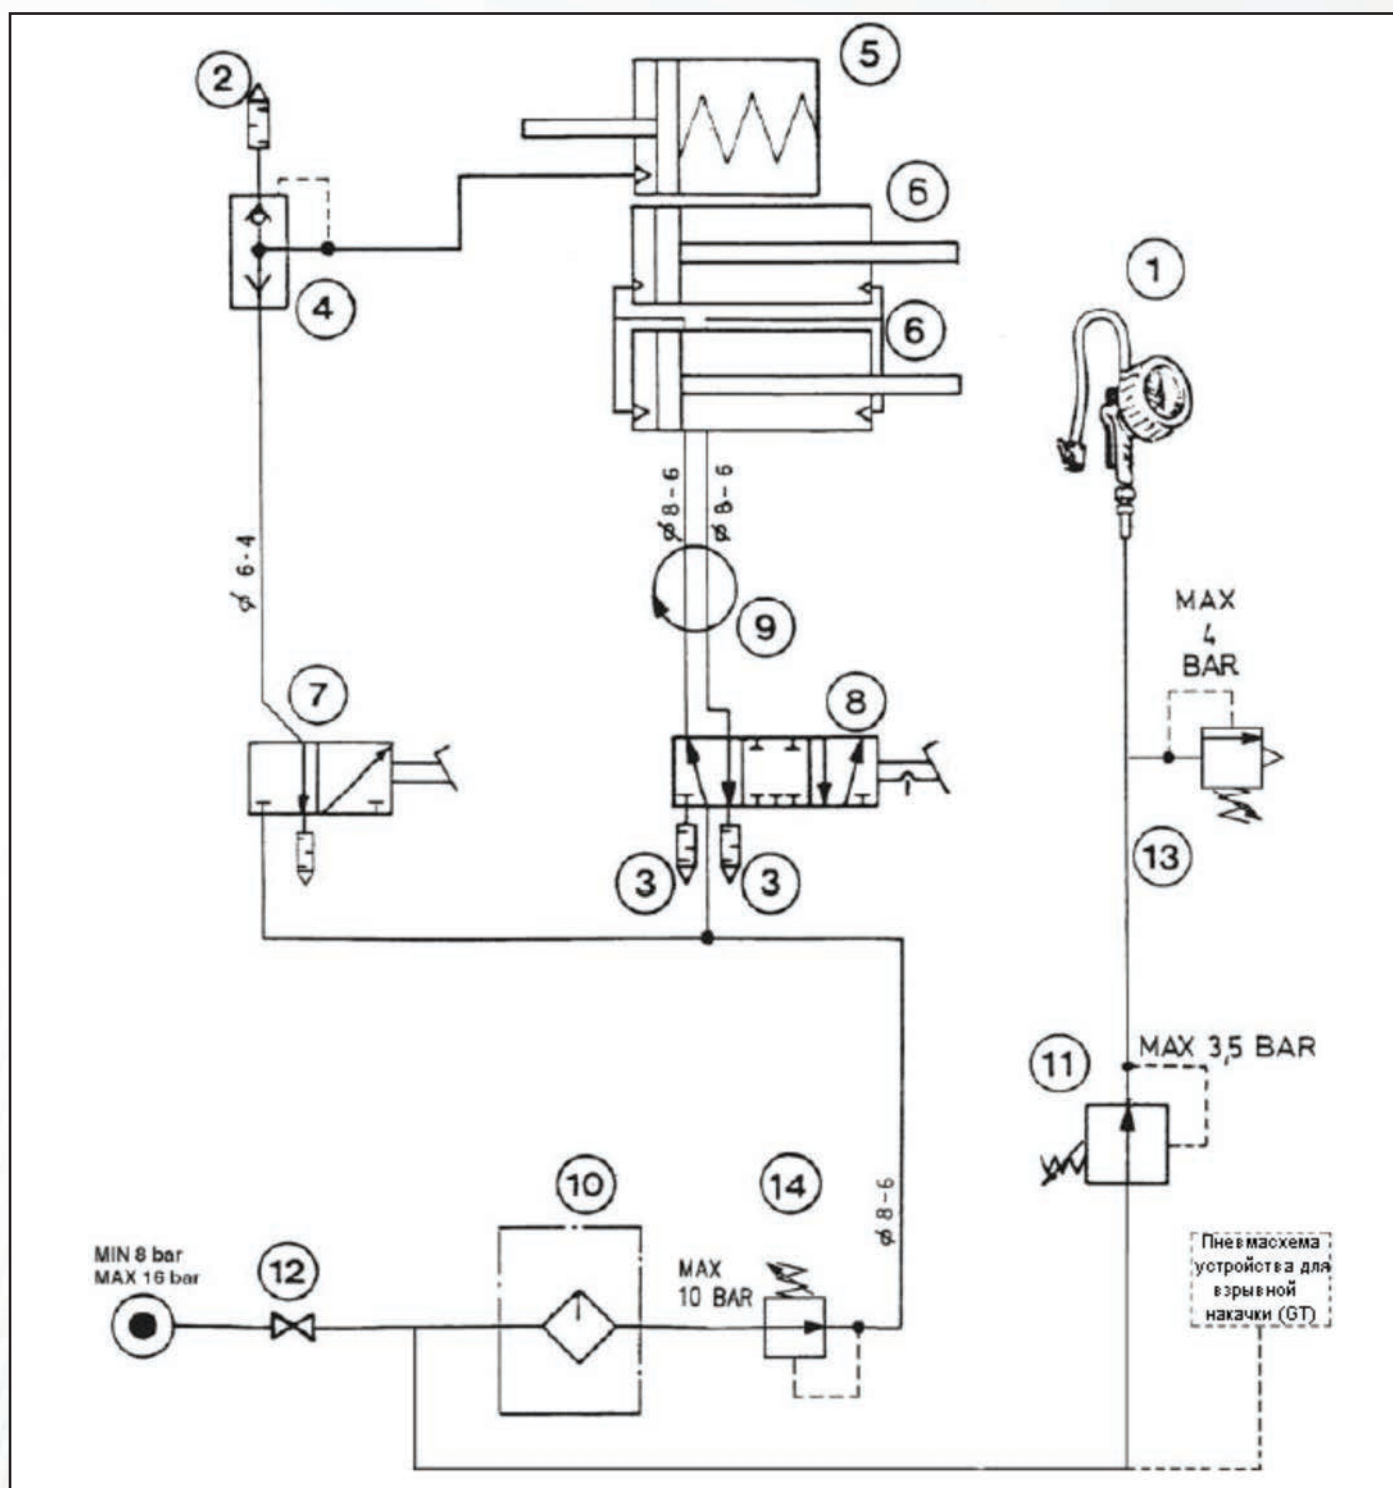 2
5
6
1
4
6
ø 8-6
ø 8-6
ø 6-4
9
MAX
4
BAR
7
8
3
3
13
11
MAX 3,5 BAR
10
14
ø 8-6
MIN 8 bar
MAX 16 bar
12
MAX
10 BAR
Пневмасхема
устройства для
взрывной
накачки (GT)